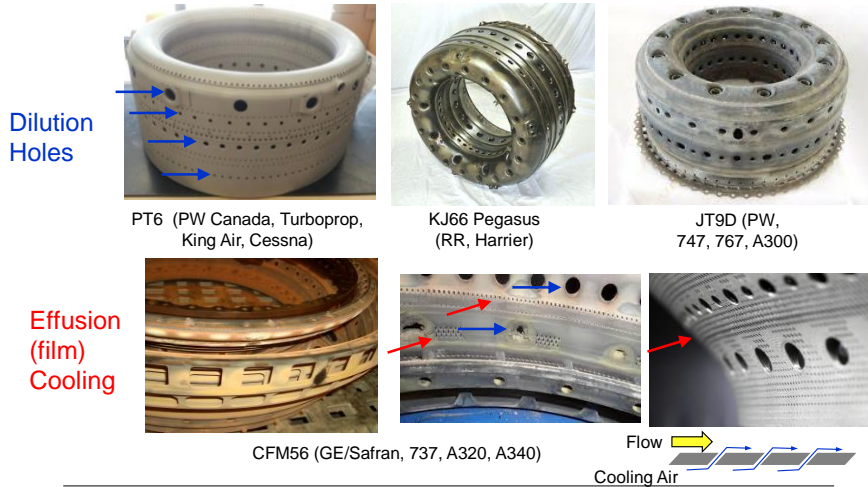 Dilution
Holes
PT6 (PW Canada, Turboprop,
King Air, Cessna)
KJ66 Pegasus
(RR, Harrier)
JT9D (PW,
747, 767, A300)
Effusion
(film)
Cooling
CFM56 (GE/Safran, 737, A320, A340)
Flow
Cooling Air